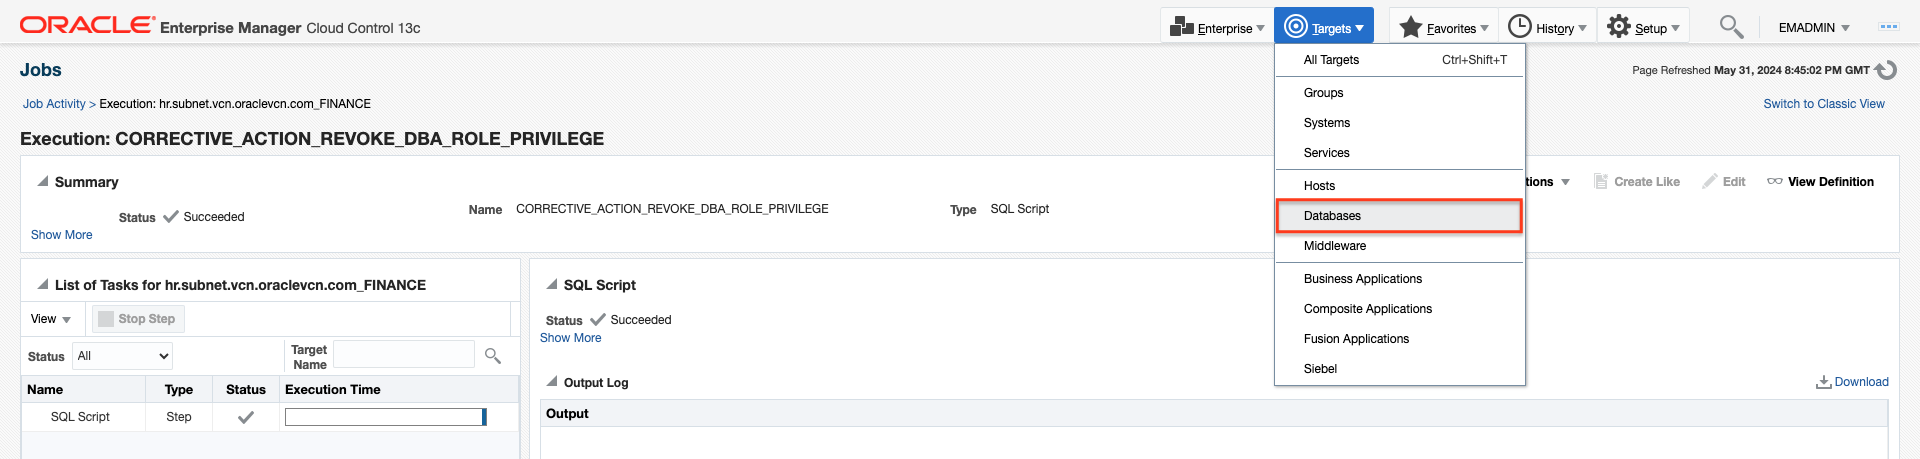 ORACLE Enterprise Manager Cloud Control 13c Enterprise Targets Favorites History Setup EMADMIN
Jobs
All Targets Ctrl+Shift+T
Page Refreshed May 31, 2024 8:45:02 PM GMT
Job Activity > Execution: hr.subnet.vcn.oraclevcn.com_FINANCE
Groups
Switch to Classic View
Systems
Execution: CORRECTIVE_ACTION_REVOKE_DBA_ROLE_PRIVILEGE
Services
Hosts
Databases
Middleware
Business Applications
Composite Applications
Fusion Applications
Siebel
Summary
tions Create Like Edit View Definition
Status Succeeded
Name CORRECTIVE_ACTION_REVOKE_DBA_ROLE_PRIVILEGE
Type SQL Script
Show More
List of Tasks for hr.subnet.vcn.oraclevcn.com_FINANCE
View Stop Step
Status All Target Name
Name Type Status Execution Time
SQL Script Step
SQL Script
Status Succeeded
Show More
Output Log
Download
Output